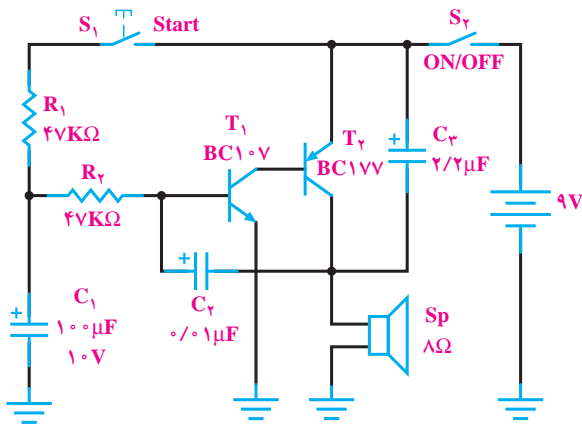 S۱ Start
S۲
ON/OFF
R۱
۴۷KΩ
T۱
BC۱۰۷
T۲
BC۱۷۷
C۳
۲/۲µF
R۲
۴۷KΩ
۹V
C۱
۱۰۰µF
۱۰V
C۲
۰/۰۱µF
Sp
۸Ω